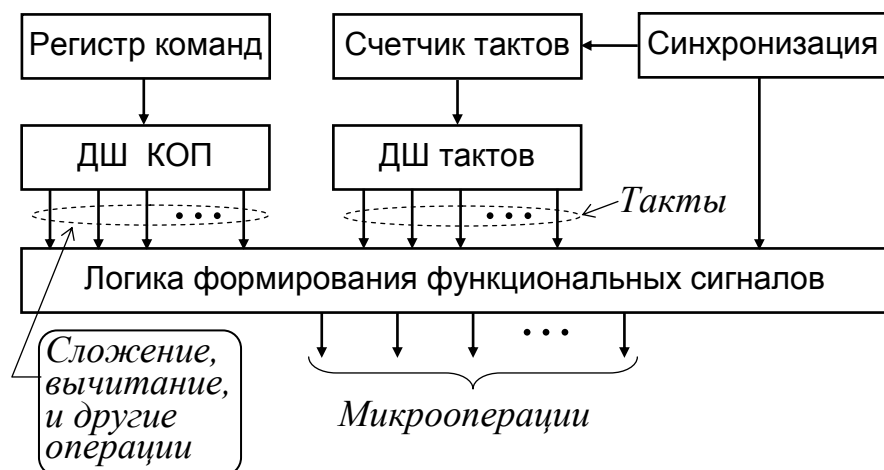 Регистр команд
Счетчик тактов
Синхронизация
ДШ КОП
ДШ тактов
Такты
Логика формирования функциональных сигналов
Сложение,
вычитание,
и другие
операции
Микрооперации